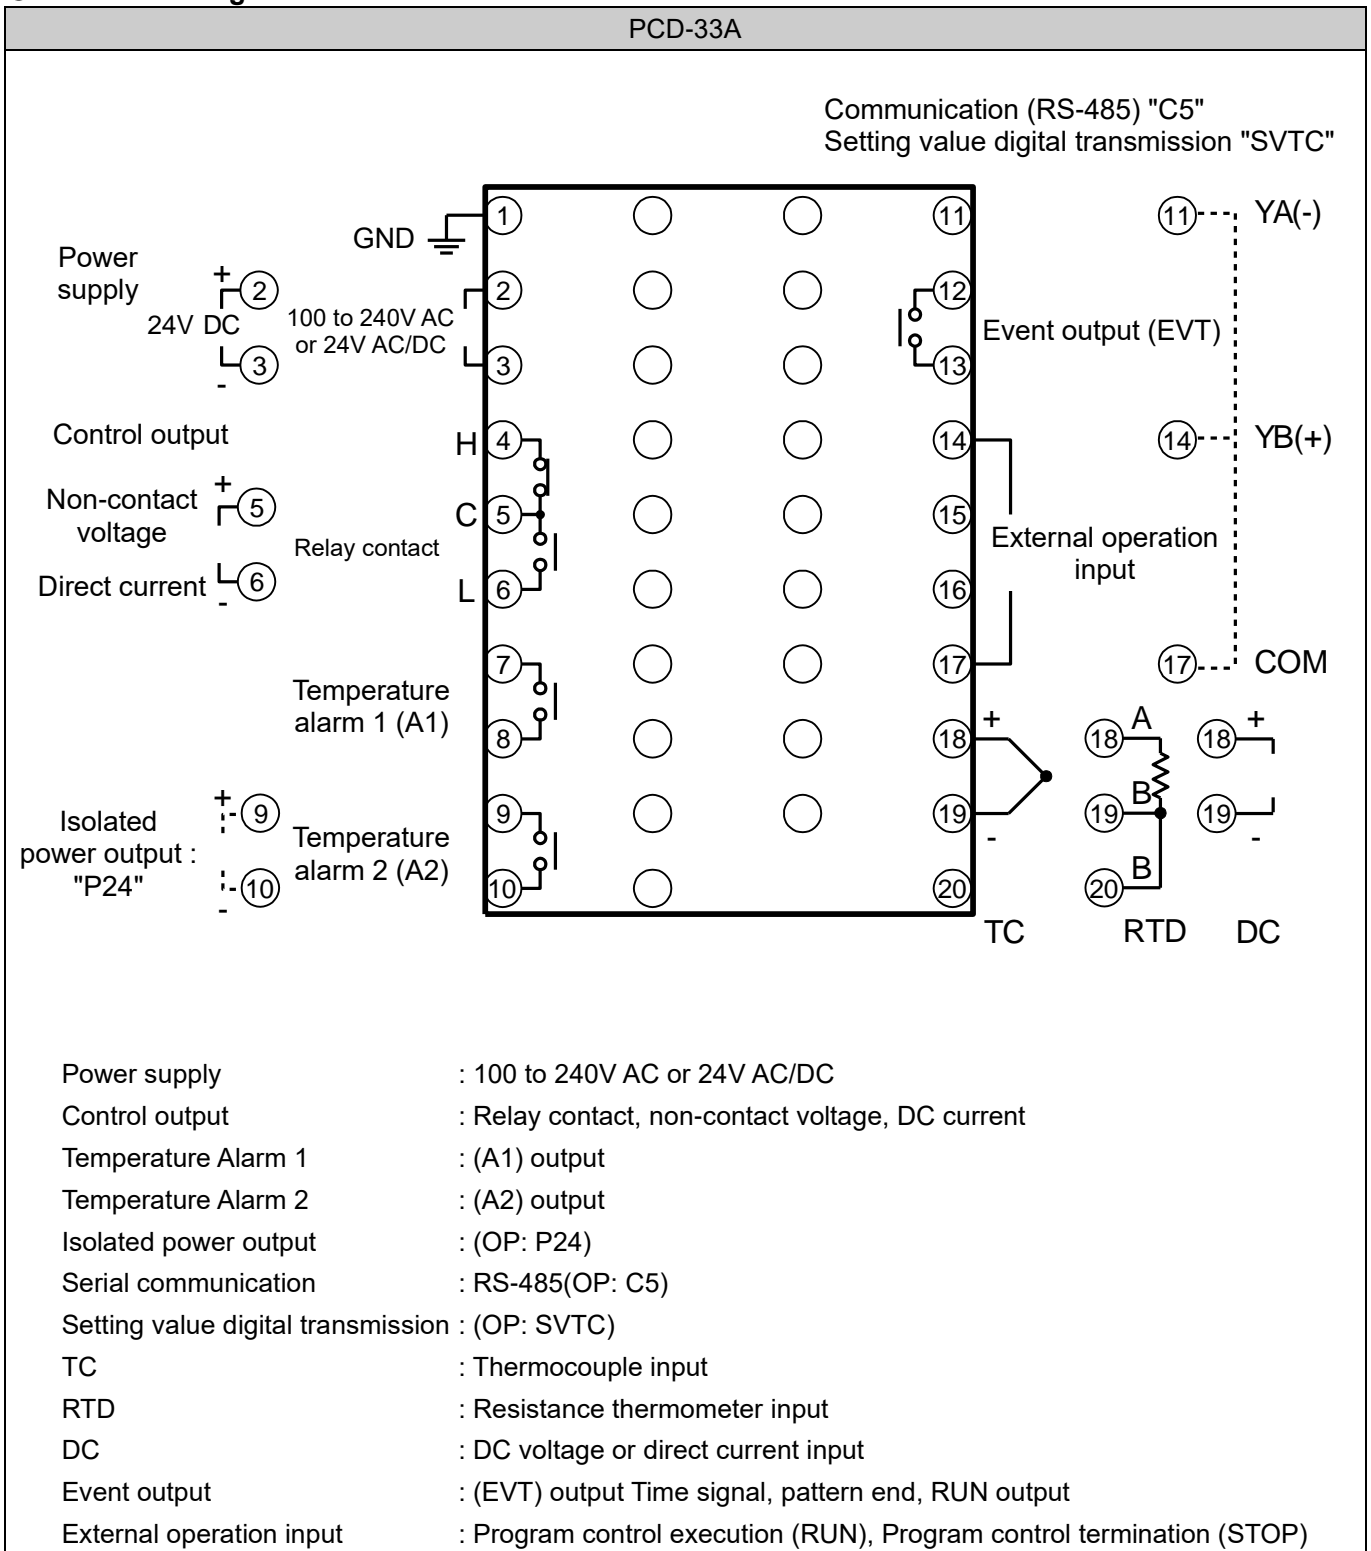 PCD-33A
Communication (RS-485) "C5"
Setting value digital transmission "SVTC"
GND
1
11
11
YA(-)
Power
supply
+
2
24V DC
3
-
100 to 240V AC
or 24V AC/DC
2
3
12
13
Event output (EVT)
Control output
H
4
14
14
YB(+)
Non-contact
voltage
+
5
Direct current
6
-
Relay contact
C
5
L
6
15
16
External operation
input
7
17
17
COM
Temperature
alarm 1 (A1)
8
18
+
18
A
18
+
Isolated
power output :
"P24"
+
9
10
-
Temperature
alarm 2 (A2)
9
10
19
-
19
B
19
-
20
20
B
TC
RTD
DC
Power supply : 100 to 240V AC or 24V AC/DC
Control output : Relay contact, non-contact voltage, DC current
Temperature Alarm 1 : (A1) output
Temperature Alarm 2 : (A2) output
Isolated power output : (OP: P24)
Serial communication : RS-485(OP: C5)
Setting value digital transmission : (OP: SVTC)
TC : Thermocouple input
RTD : Resistance thermometer input
DC : DC voltage or direct current input
Event output : (EVT) output Time signal, pattern end, RUN output
External operation input : Program control execution (RUN), Program control termination (STOP)